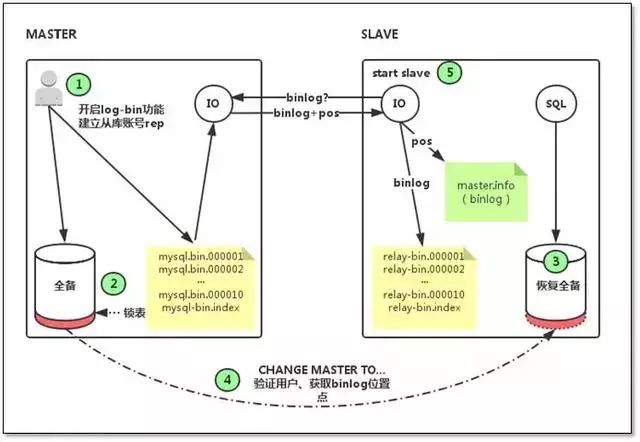 MASTER
SLAVE
1
开启log-bin功能
建立从库账号rep
IO
binlog?
binlog+pos
start slave
5
IO
SQL
pos
binlog
master.info
( binlog )
mysql.bin.000001
mysql.bin.000002
...
mysql.bin.000010
mysql-bin.index
relay-bin.000001
relay-bin.000002
...
relay-bin.000010
relay-bin.index
全备
2
锁表
3
恢复全备
4
CHANGE MASTER TO...
验证用户、获取binlog位置
点